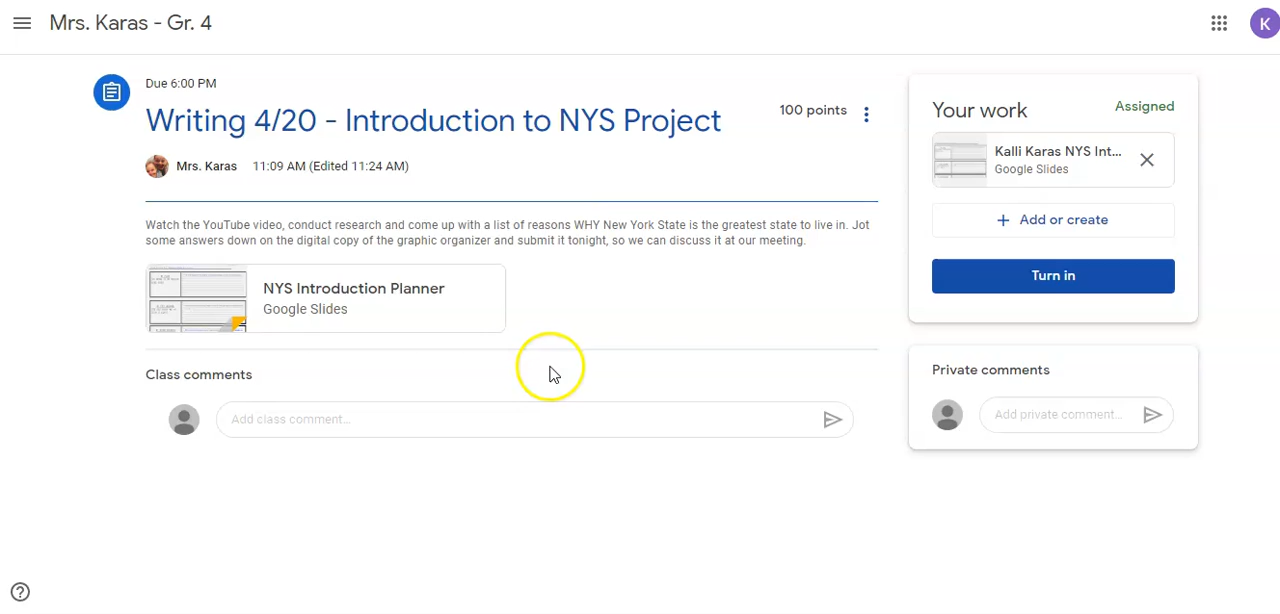 Mrs. Karas - Gr. 4
K
Due 6:00 PM
Writing 4/20 - Introduction to NYS Project
100 points
Mrs. Karas 11:09 AM (Edited 11:24 AM)
Watch the YouTube video, conduct research and come up with a list of reasons WHY New York State is the greatest state to live in. Jot
some answers down on the digital copy of the graphic organizer and submit it tonight, so we can discuss it at our meeting.
NYS Introduction Planner
Google Slides
Class comments
Add class comment...
Your work
Assigned
Kalli Karas NYS Int...
Google Slides
Add or create
Turn in
Private comments
Add private comment...